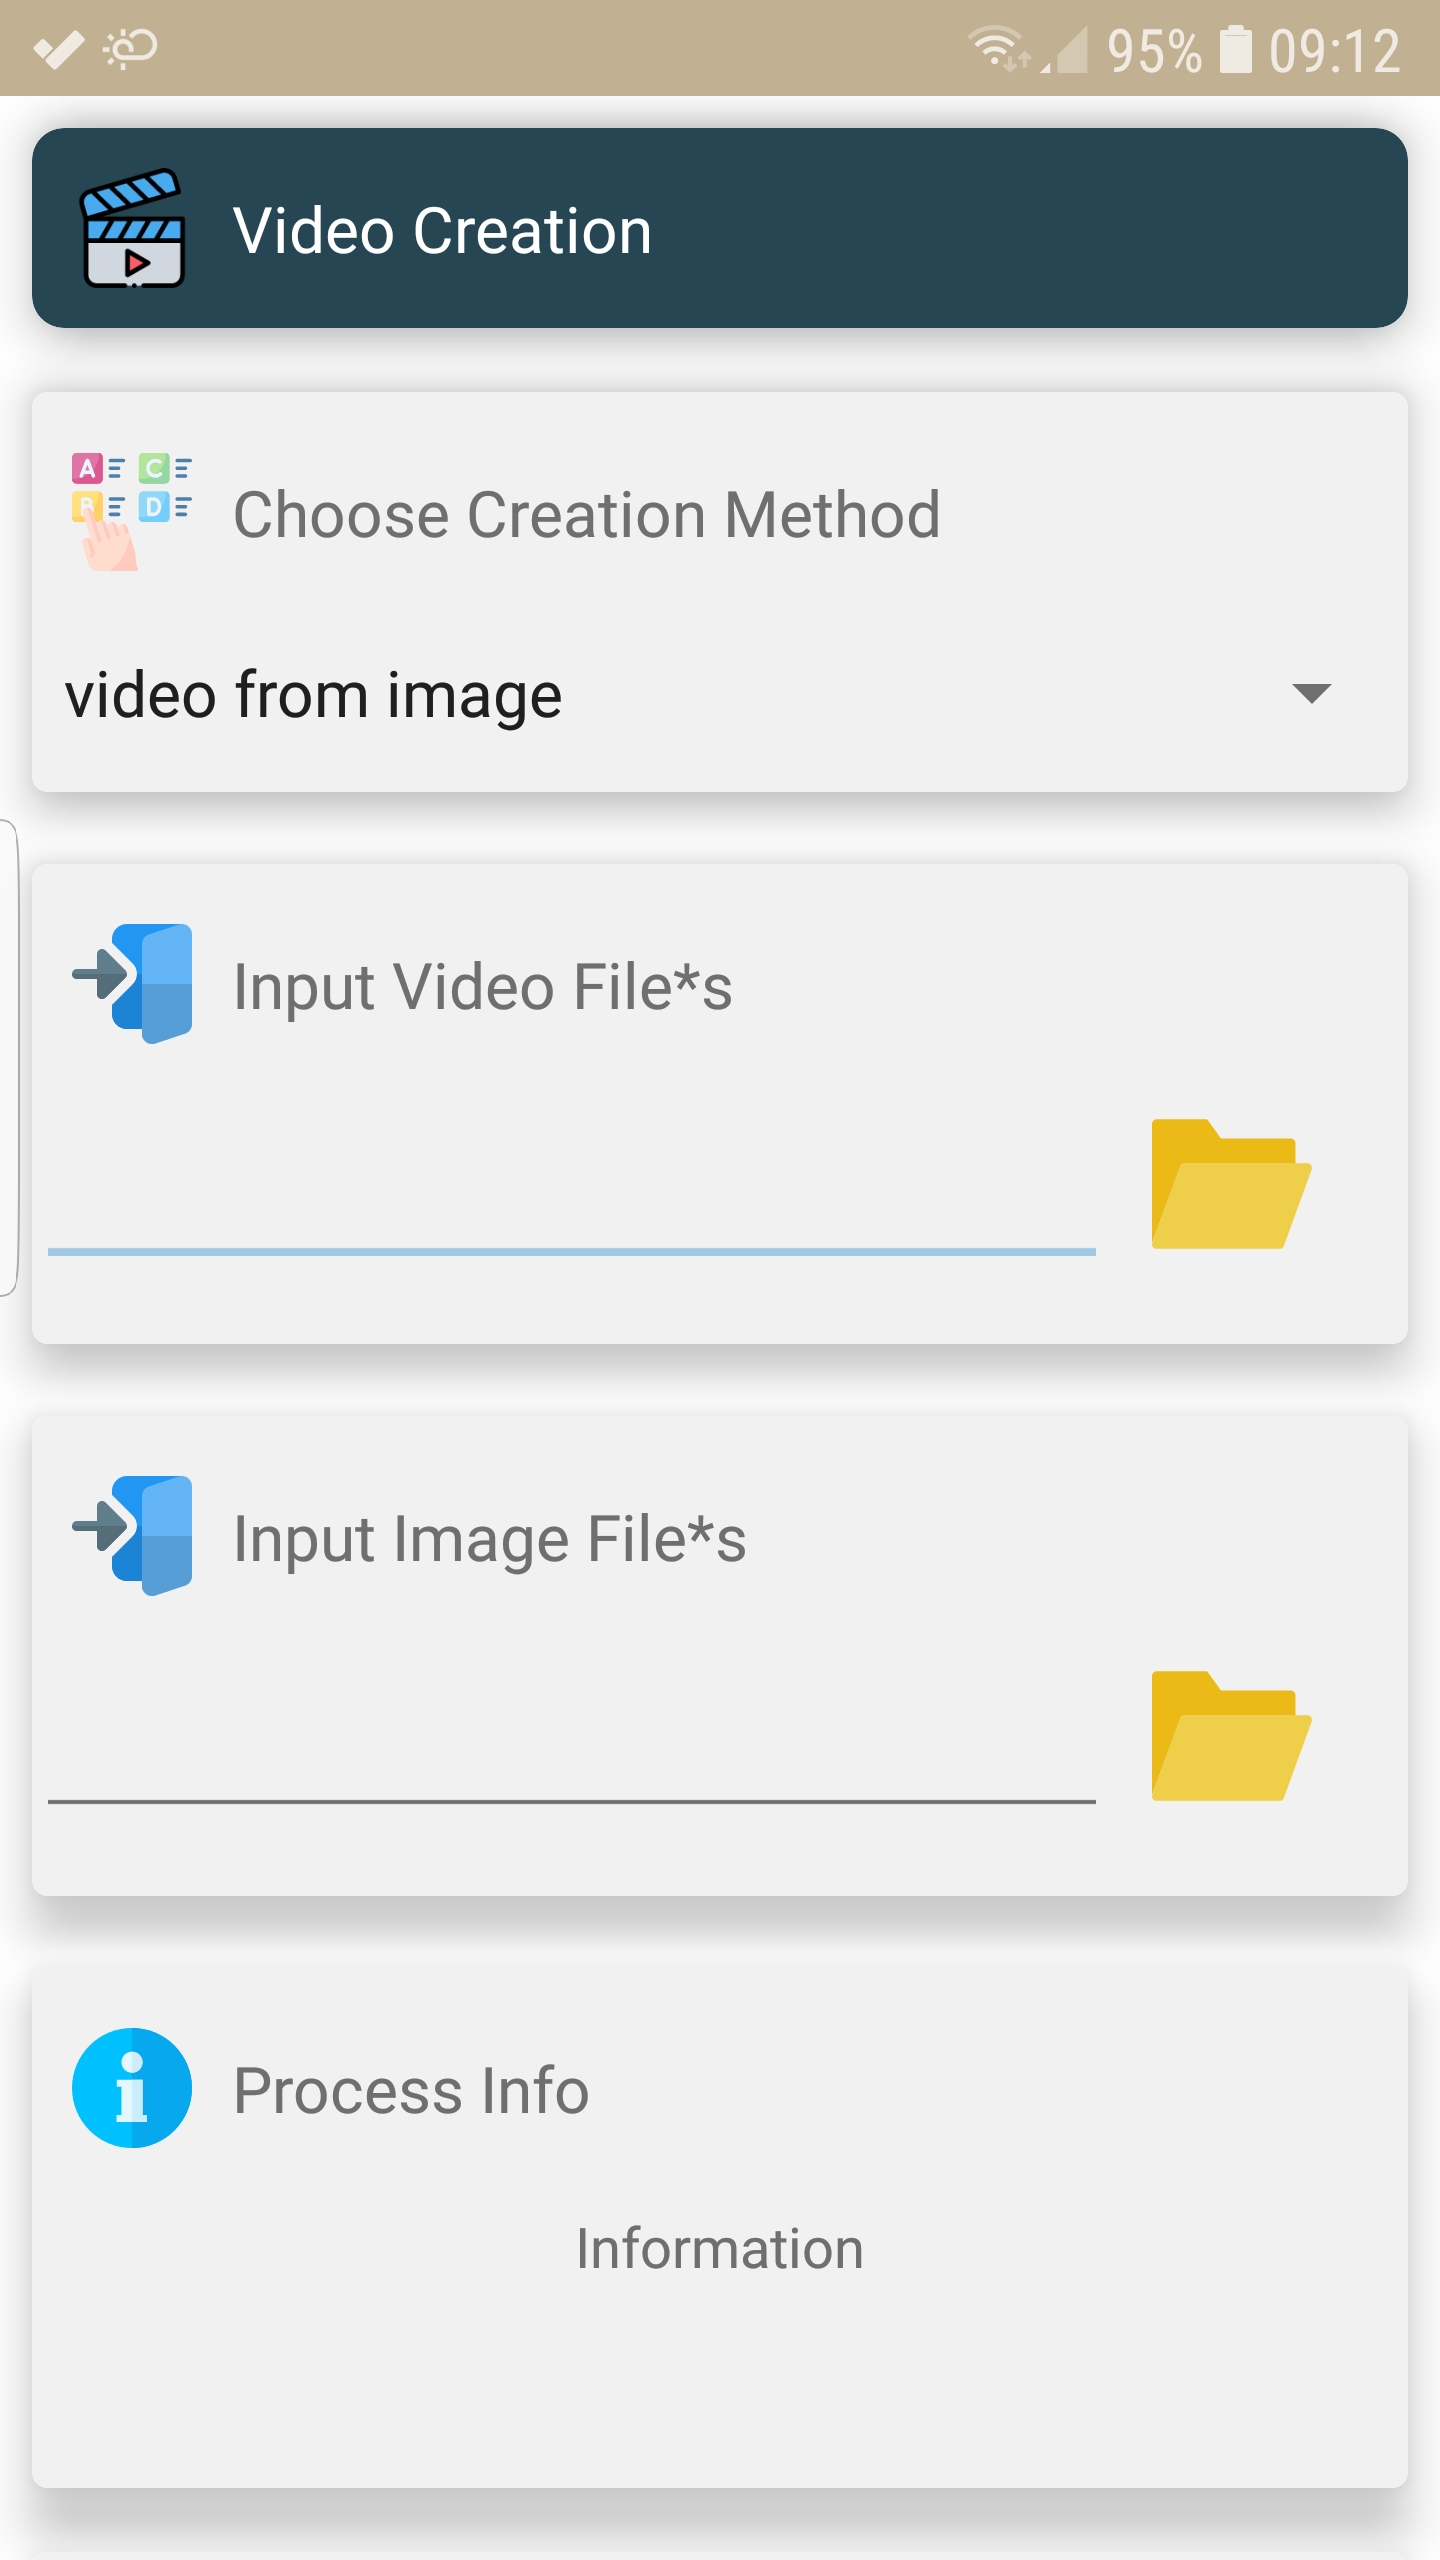 95% 09:12
Video Creation
A C
B D
Choose Creation Method
video from image
Input Video File*s
Input Image File*s
i
Process Info
Information